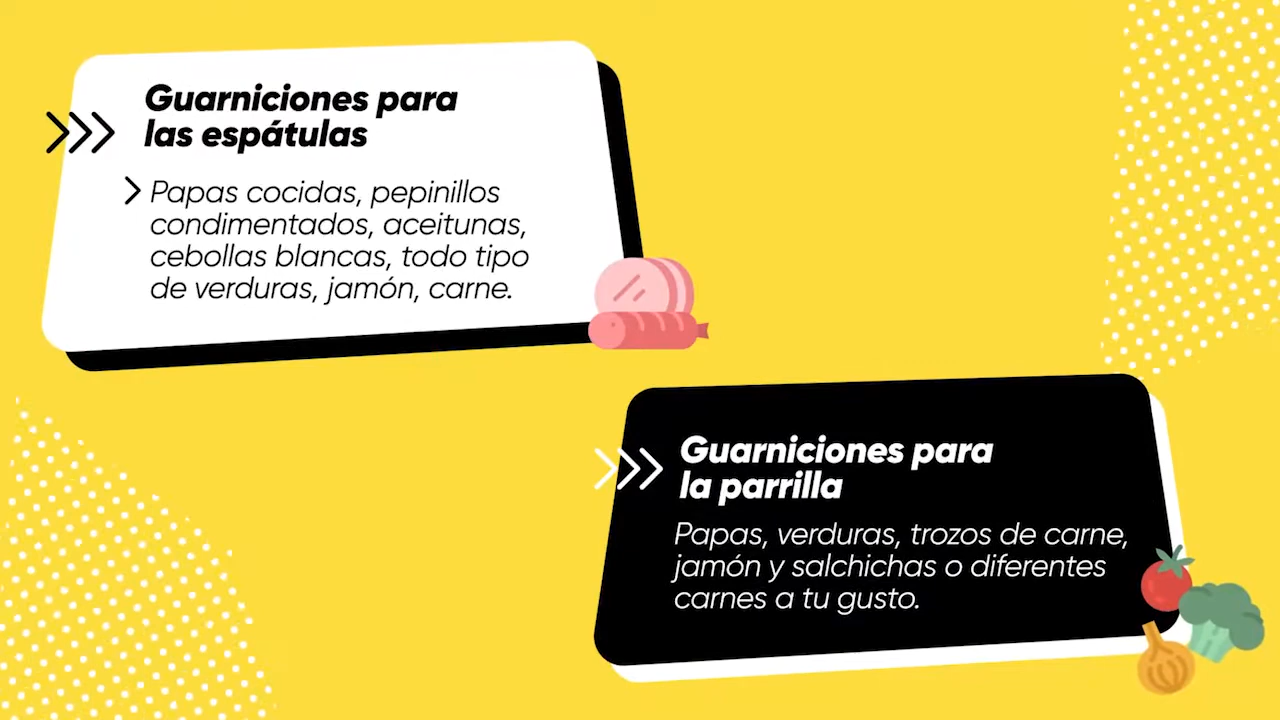 Guarniciones para
las espátulas
Papas cocidas, pepinillos
condimentados, aceitunas,
cebollas blancas, todo tipo
de verduras, jamón, carne.
Guarniciones para
la parrilla
Papas, verduras, trozos de carne,
jamón y salchichas o diferentes
carnes a tu gusto.